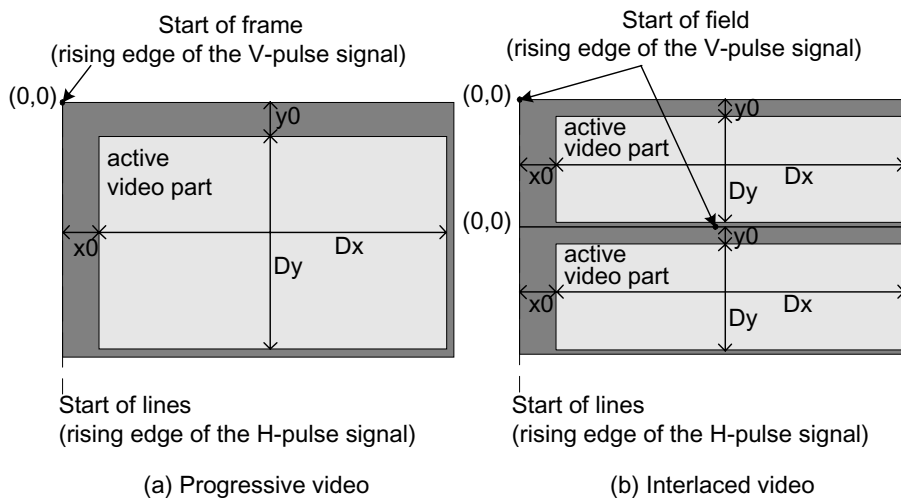 Start of frame
(rising edge of the V-pulse signal)
(0,0)
y0
active
video part
x0
Dx
Dy
Start of lines
(rising edge of the H-pulse signal)
(a) Progressive video
Start of field
(rising edge of the V-pulse signal)
(0,0)
y0
active
video part
x0
Dx
Dy
(0,0)
y0
active
video part
x0
Dx
Dy
Start of lines
(rising edge of the H-pulse signal)
(b) Interlaced video